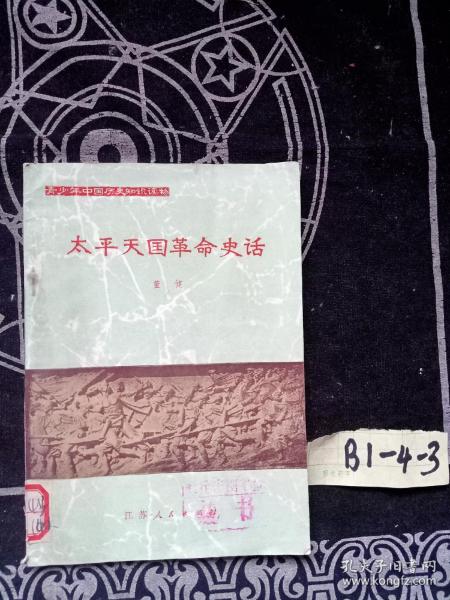 青少年中国历史知识读物
太平天囯革命史话
江苏人民出版社
B1-4-3
孔夫子旧书网
www.kongfz.com